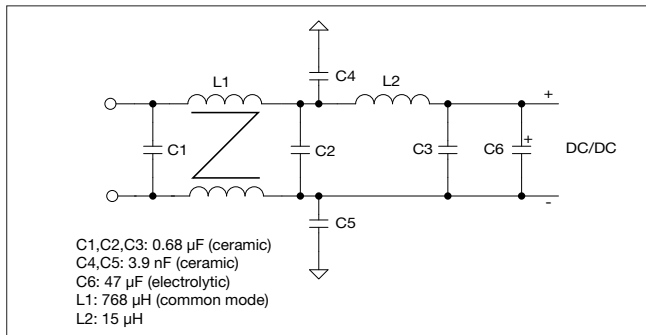 C4
L1
L2
+
C1
C2
C3
C6
+
DC/DC
-
C5
C1,C2,C3: 0.68 µF (ceramic)
C4,C5: 3.9 nF (ceramic)
C6: 47 µF (electrolytic)
L1: 768 µH (common mode)
L2: 15 µH